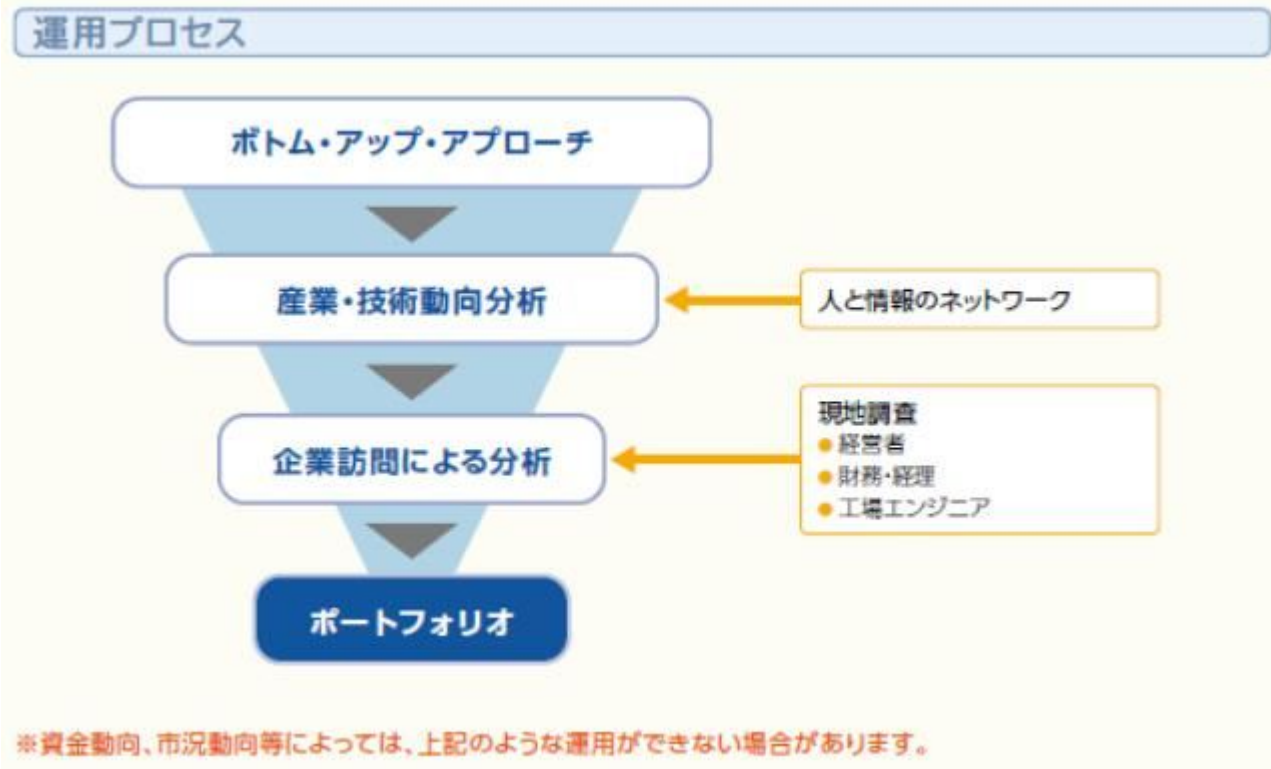 運用プロセス
ボトム・アップ・アプローチ
産業・技術動向分析
人と情報のネットワーク
企業訪問による分析
現地調査
●経営者
●財務・経理
●工場エンジニア
ポートフォリオ
※資金動向、市況動向等によっては、上記のような運用ができない場合があります。